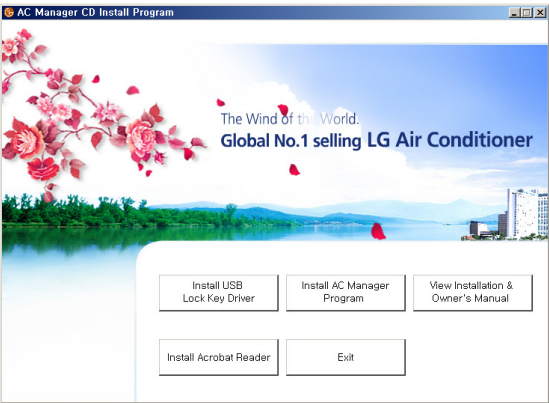 AC Manager CD Install Program
The Wind of the World.
Global No.1 selling LG Air Conditioner
Install USB
Lock Key Driver
Install AC Manager
Program
View Installation &
Owner's Manual
Install Acrobat Reader
Exit